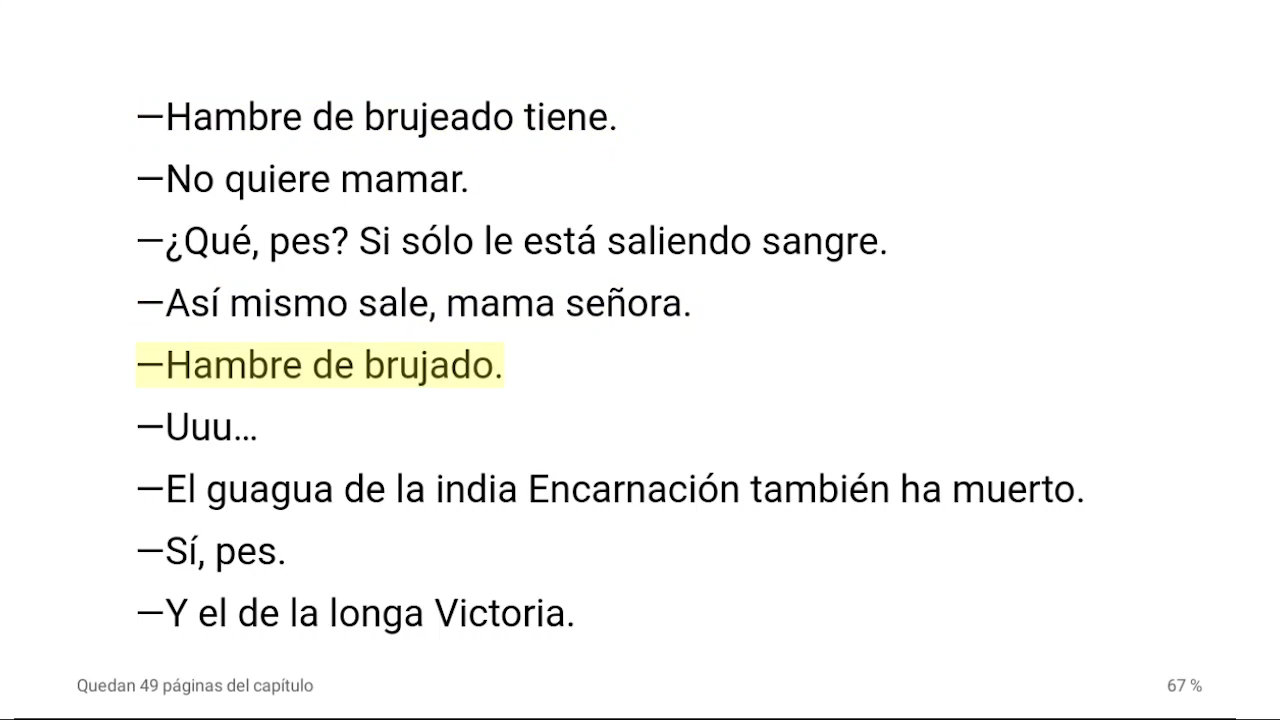 —Hambre de brujeado tiene.
—No quiere mamar.
—¿Qué, pes? Si sólo le está saliendo sangre.
—Así mismo sale, mama señora.
—Hambre de brujado.
—Uuu…
—El guagua de la india Encarnación también ha muerto.
—Sí, pes.
—Y el de la longa Victoria.
Quedan 49 páginas del capítulo
67 %